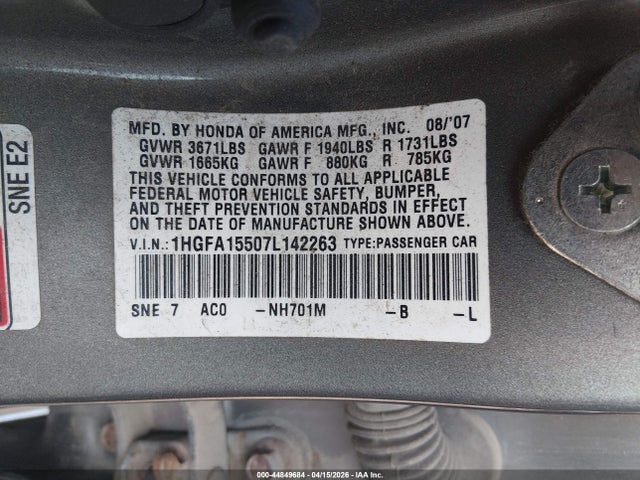 SNE E2
MFD. BY HONDA OF AMERICA MFG., INC. 08/'07
GVWR 3671LBS GAWR F 1940LBS R 1731LBS
GVWR 1665KG GAWR F 880KG R 785KG
THIS VEHICLE CONFORMS TO ALL APPLICABLE
FEDERAL MOTOR VEHICLE SAFETY, BUMPER,
AND THEFT PREVENTION STANDARDS IN EFFECT
ON THE DATE OF MANUFACTURE SHOWN ABOVE.
V.I.N.: 1HGFA15507L142263 TYPE:PASSENGER CAR
SNE 7 AC0 -NH701M -B -L
000-44849684 - 04/15/2026 - IAA Inc.